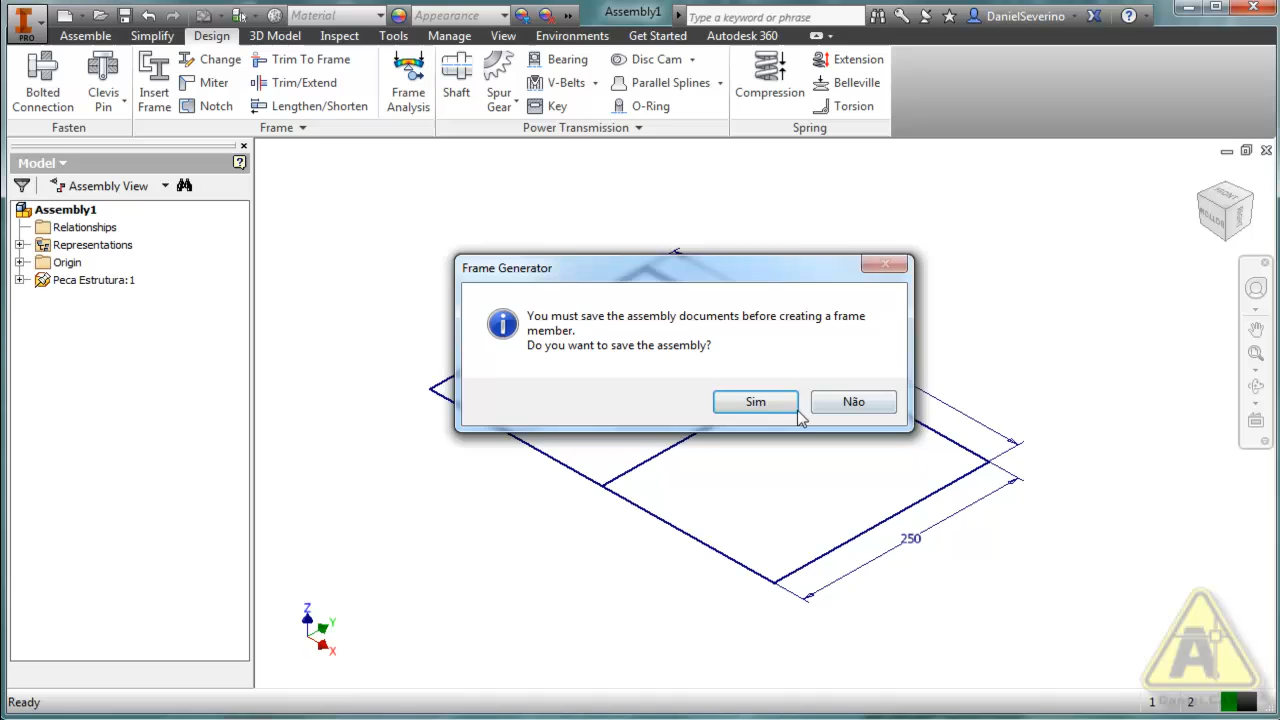 PRO
Material
Appearance
Assembly1
Type a keyword or phrase
DanielSeverino
Assemble Simplify Design 3D Model Inspect Tools Manage View Environments Get Started Autodesk 360
Bolted Connection
Clevis Pin
Insert Frame
Change
Miter
Notch
Trim To Frame
Trim/Extend
Lengthen/Shorten
Frame Analysis
Shaft
Spur Gear
Bearing
V-Belts
Key
Disc Cam
Parallel Splines
O-Ring
Compression
Extension
Belleville
Torsion
Fasten
Frame
Power Transmission
Spring
Model
Assembly View
Assembly1
Relationships
Representations
Origin
Peca Estrutura:1
FRONT
BOTTOM
Frame Generator
You must save the assembly documents before creating a frame
member.
Do you want to save the assembly?
Sim
Não
250
Z
Y
X
Ready
1
2